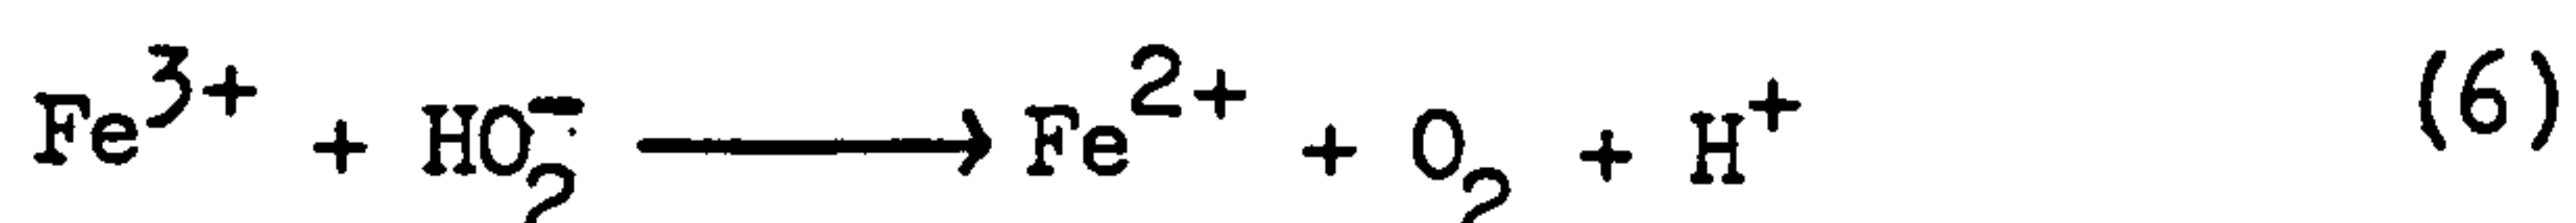 Fe³⁺ + HO₂⁻ ⟶ Fe²⁺ + O₂ + H⁺ (6)